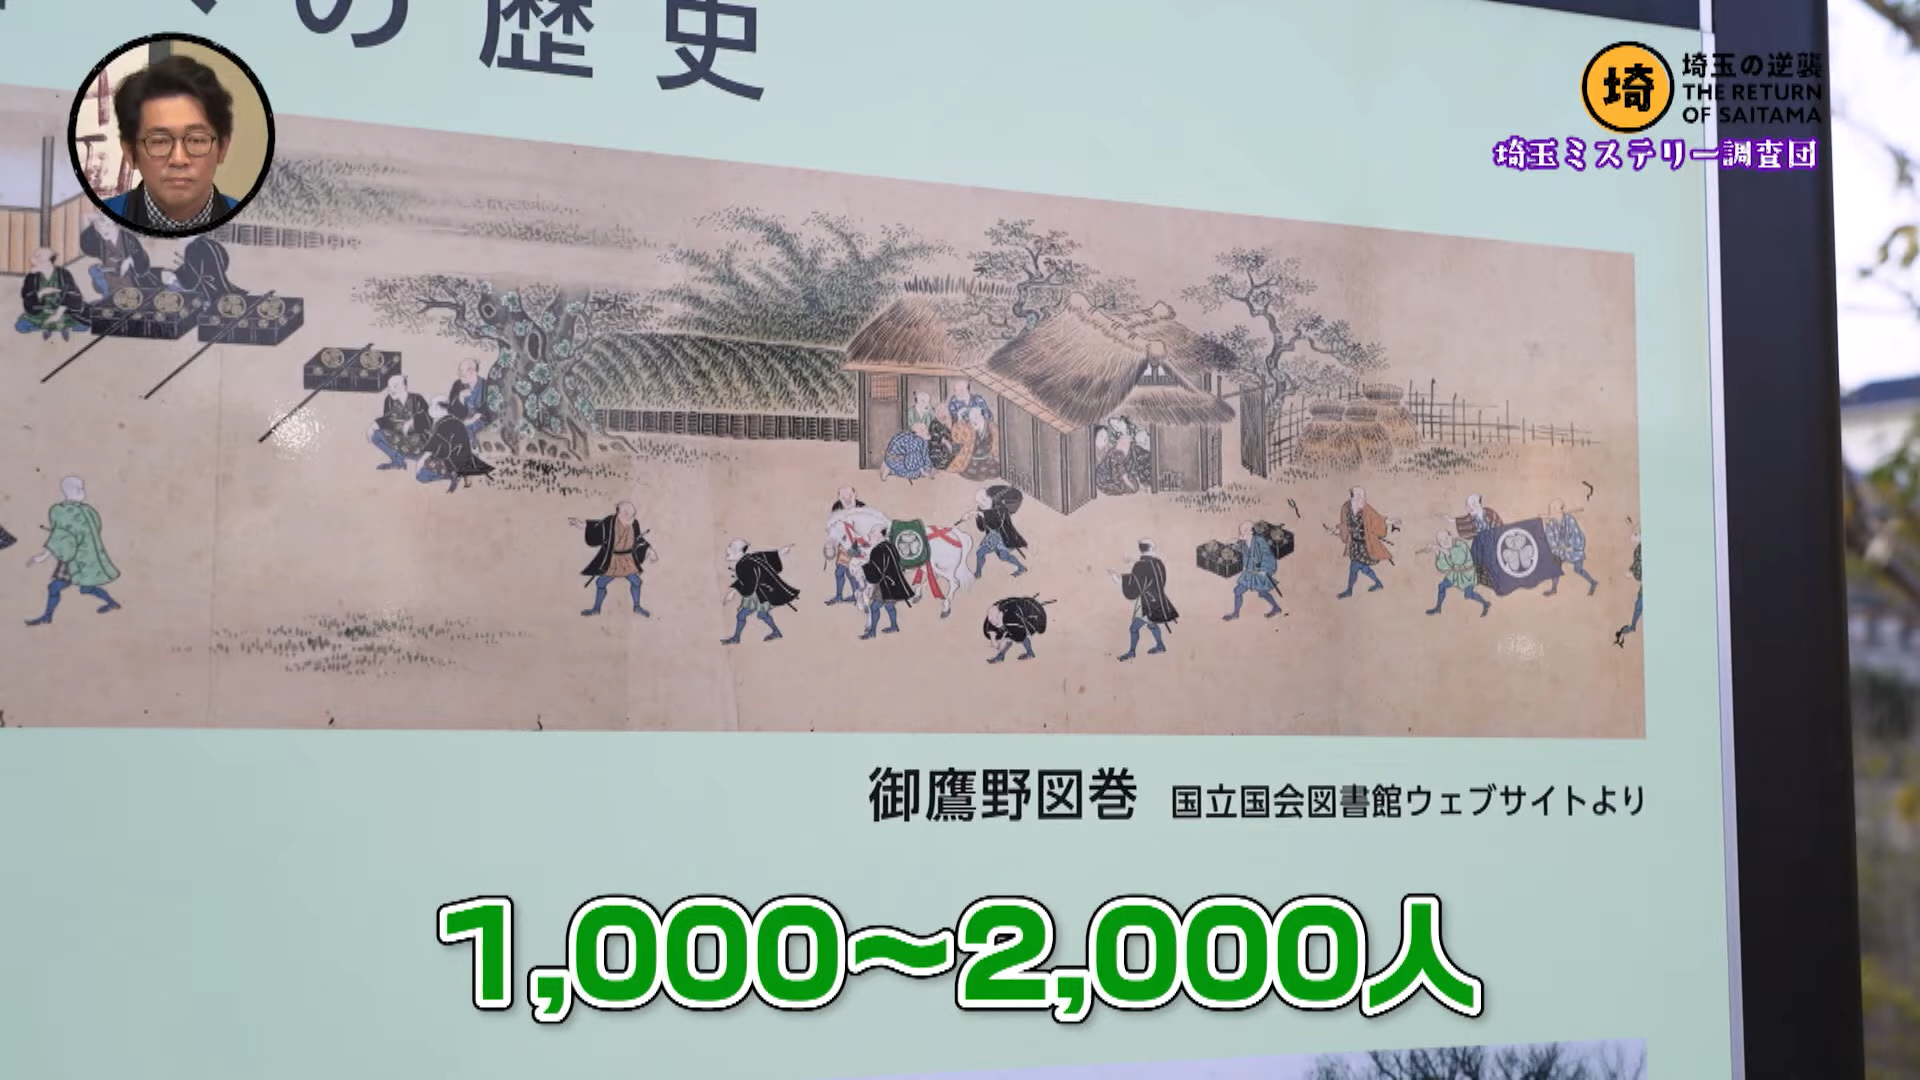 の歴史
埼
埼玉の逆襲
THE RETURN
OF SAITAMA
埼玉ミステリー調査団
御鷹野図巻 国立国会図書館ウェブサイトより
1,000～2,000人